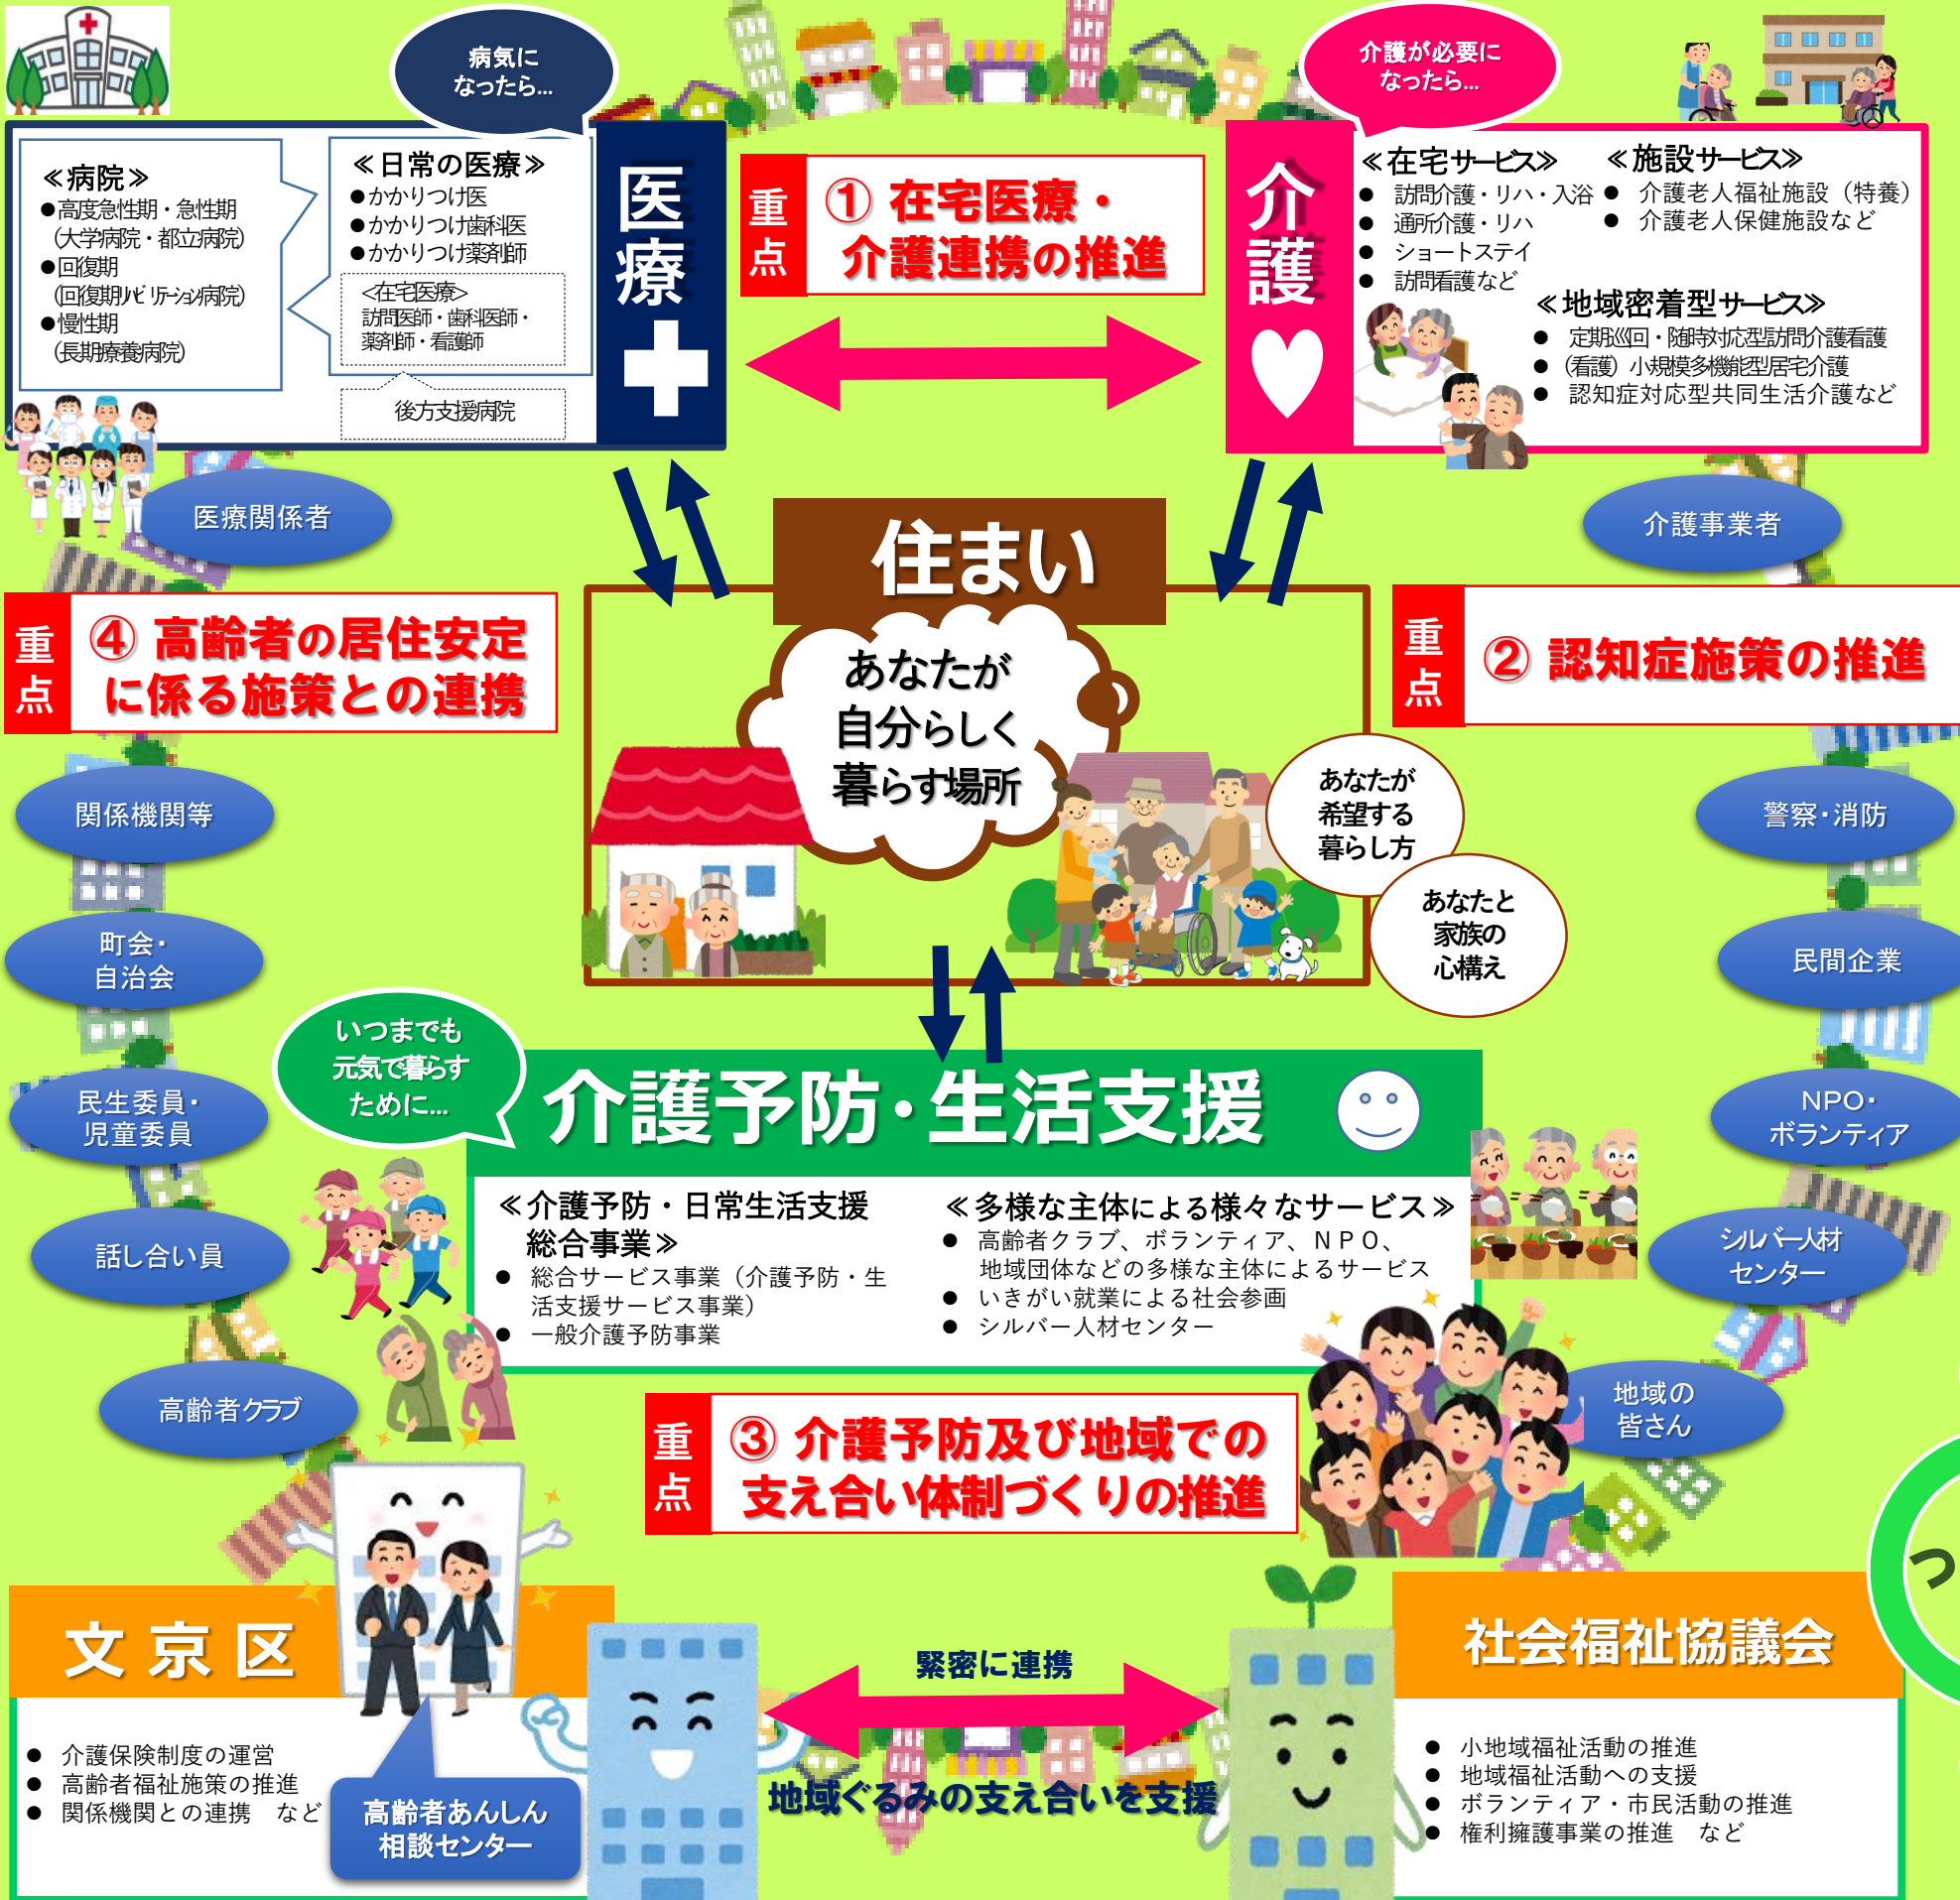 病気に
なったら...
介護が必要に
なったら...
≪病院≫
●高度急性期・急性期
(大学病院・都立病院)
●回復期
(回復期リハビリテーション病院)
●慢性期
(長期療養病院)
≪日常の医療≫
●かかりつけ医
●かかりつけ歯科医
●かかりつけ薬剤師
<在宅医療>
訪問医師・歯科医師・
薬剤師・看護師
後方支援病院
医療
重点
① 在宅医療・
介護連携の推進
介護
≪在宅サービス≫
● 訪問介護・リハ・入浴
● 通所介護・リハ
● ショートステイ
● 訪問看護など
≪施設サービス≫
● 介護老人福祉施設（特養）
● 介護老人保健施設など
≪地域密着型サービス≫
● 定期巡回・随時対応型訪問介護看護
● (看護）小規模多機能型居宅介護
● 認知症対応型共同生活介護など
医療関係者
介護事業者
住まい
あなたが
自分らしく
暮らす場所
重点
④ 高齢者の居住安定
に係る施策との連携
重点
② 認知症施策の推進
あなたが
希望する
暮らし方
あなたと
家族の
心構え
関係機関等
町会・
自治会
民生委員・
児童委員
話し合い員
高齢者クラブ
警察・消防
民間企業
NPO・
ボランティア
シルバー人材
センター
地域の
皆さん
いつまでも
元気で暮らす
ために...
介護予防・生活支援
≪介護予防・日常生活支援
総合事業≫
● 総合サービス事業（介護予防・生
活支援サービス事業）
● 一般介護予防事業
≪多様な主体による様々なサービス≫
● 高齢者クラブ、ボランティア、ＮＰＯ、
地域団体などの多様な主体によるサービス
● いきがい就業による社会参画
● シルバー人材センター
重点
③ 介護予防及び地域での
支え合い体制づくりの推進
つ
文京区
● 介護保険制度の運営
● 高齢者福祉施策の推進
● 関係機関との連携　など
高齢者あんしん
相談センター
緊密に連携
地域ぐるみの支え合いを支援
社会福祉協議会
● 小地域福祉活動の推進
● 地域福祉活動への支援
● ボランティア・市民活動の推進
● 権利擁護事業の推進　など